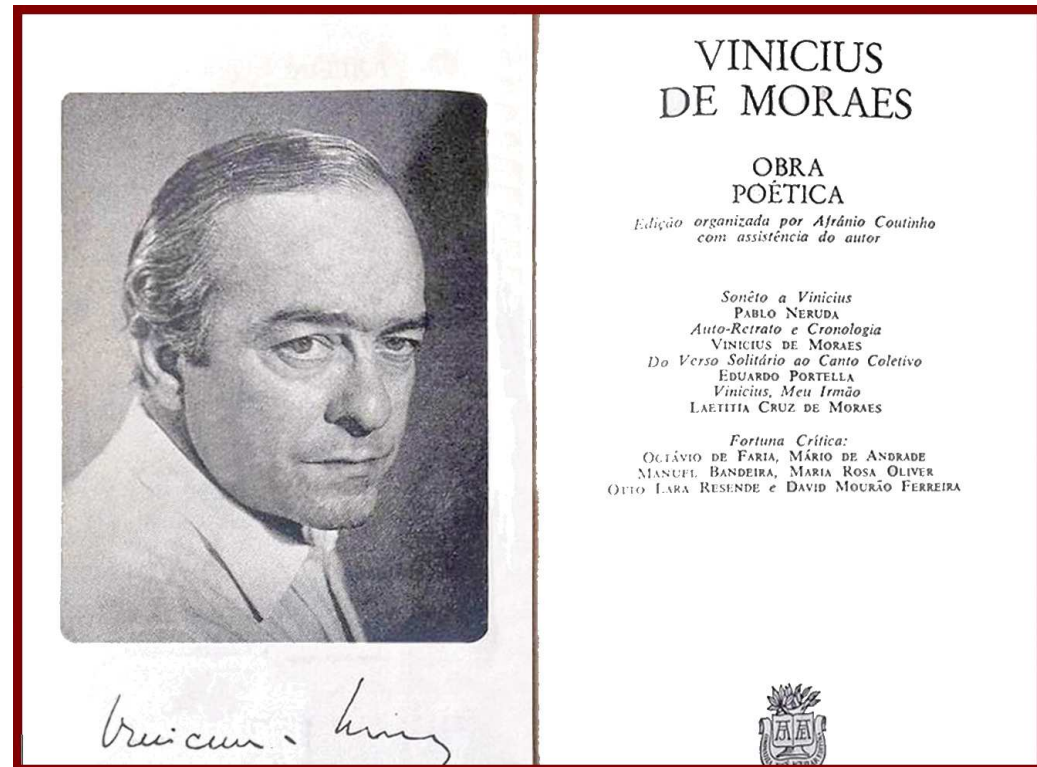 Vinicius
VINICIUS
DE MORAES
OBRA
POÉTICA
Edição organizada por Afrânio Coutinho
com assistência do autor
Sonêto a Vinicius
PABLO NERUDA
Auto-Retrato e Cronologia
VINICIUS DE MORAES
Do Verso Solitário ao Canto Coletivo
EDUARDO PORTELLA
Vinicius, Meu Irmão
LAETITIA CRUZ DE MORAES
Fortuna Crítica:
OCTÁVIO DE FARIA, MÁRIO DE ANDRADE
MANUEL BANDEIRA, MARIA ROSA OLIVER
OTTO LARA RESENDE e DAVID MOURÃO FERREIRA